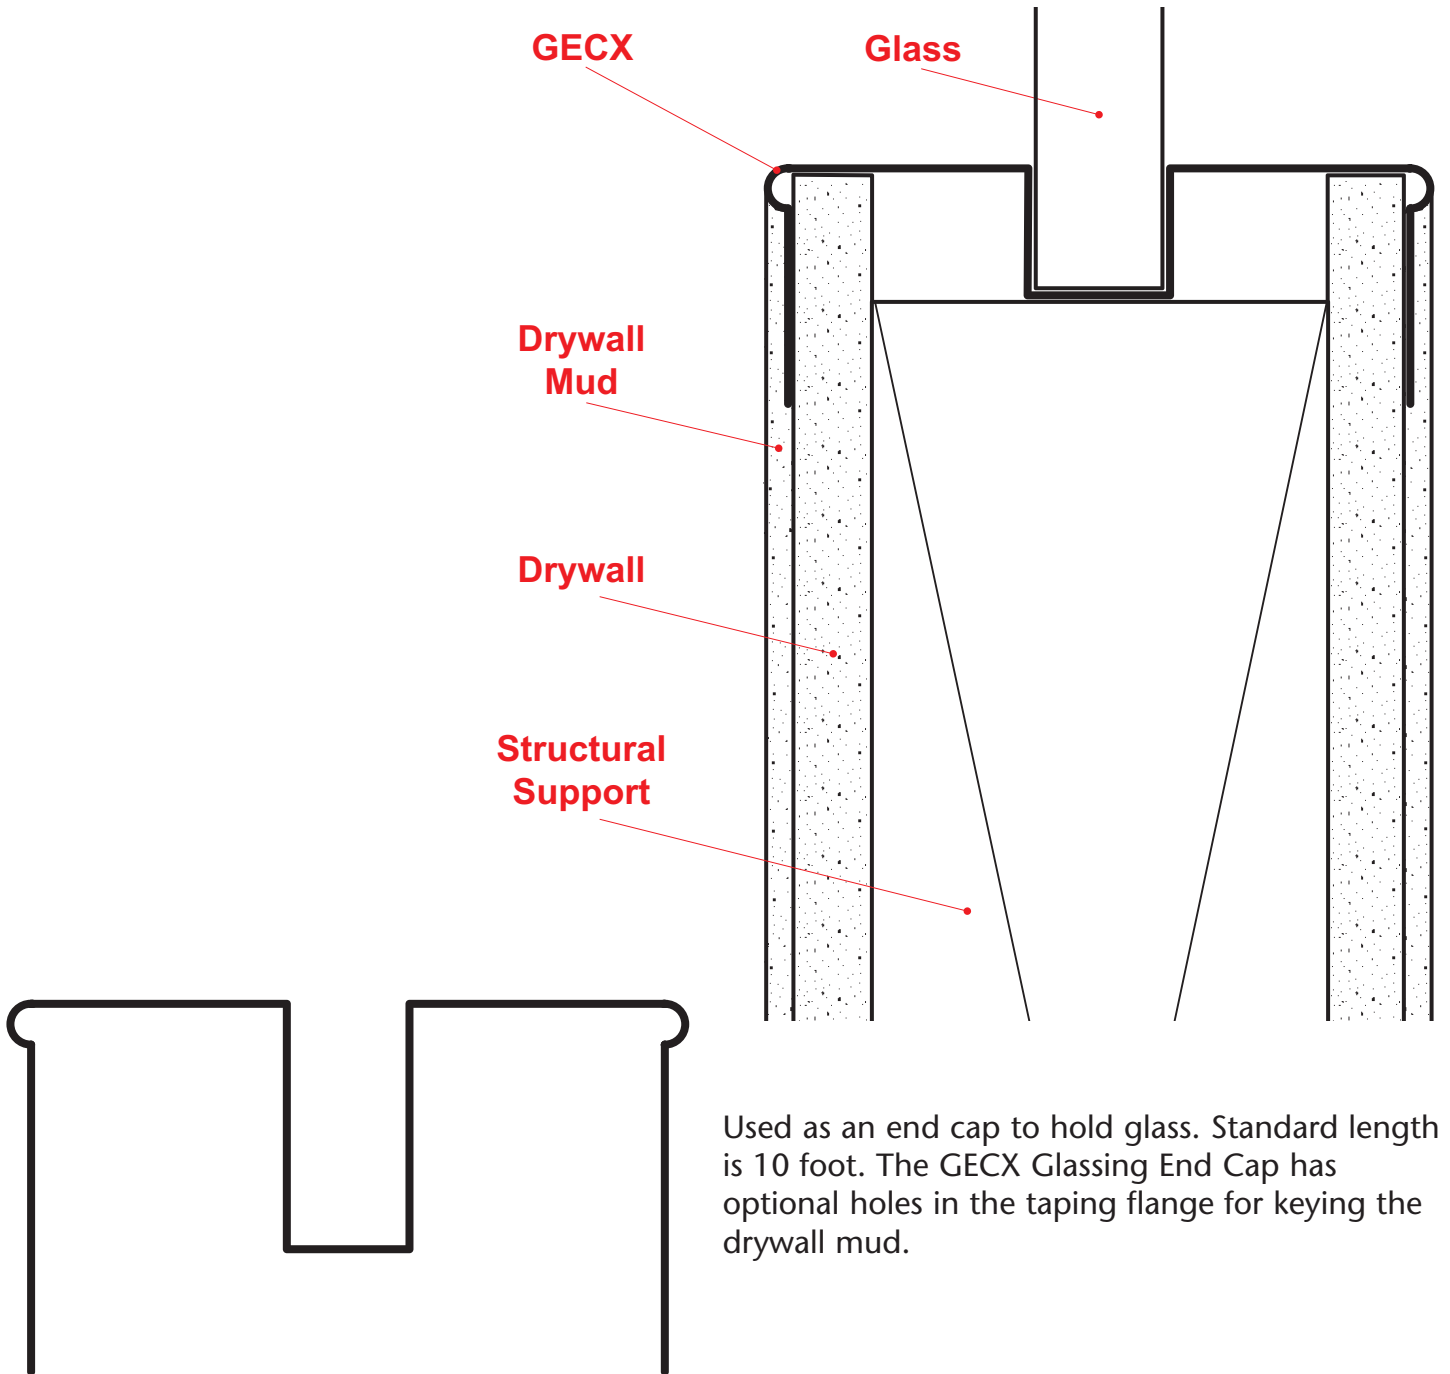 GECX
Glass
Drywall
Mud
Drywall
Structural
Support
Used as an end cap to hold glass. Standard length
is 10 foot. The GECX Glassing End Cap has
optional holes in the taping flange for keying the
drywall mud.